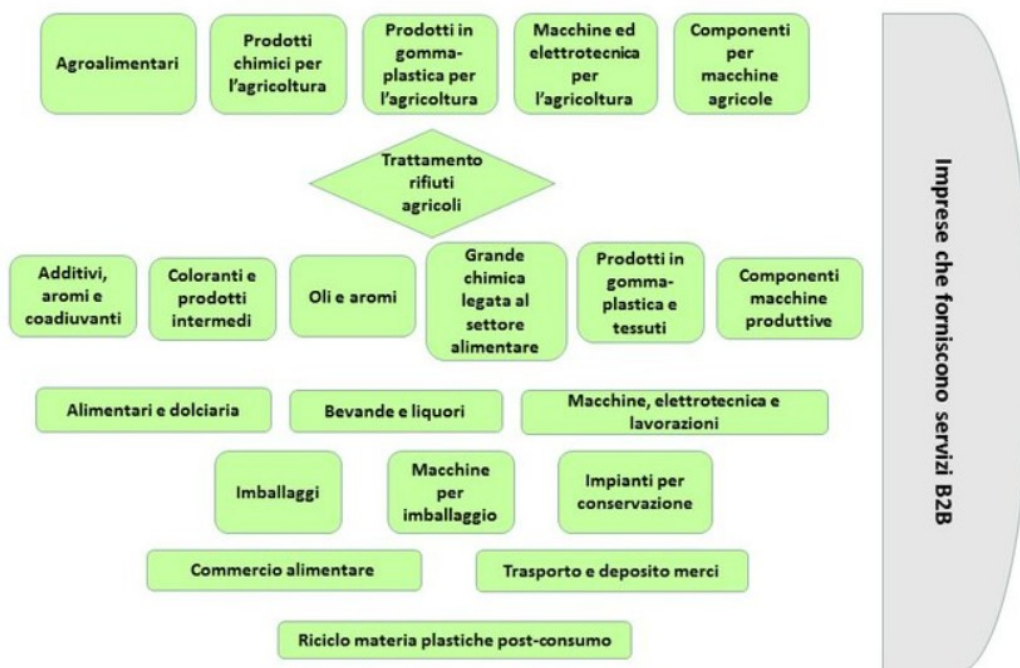 Agroalimentari
Prodotti
chimici per
l'agricoltura
Prodotti in
gomma-
plastica per
l'agricoltura
Macchine ed
elettrotecnica
per
l'agricoltura
Componenti
per
macchine
agricole
Trattamento
rifiuti
agricoli
Additivi,
aromi e
coadiuvanti
Coloranti e
prodotti
intermedi
Oli e aromi
Grande
chimica
legata al
settore
alimentare
Prodotti in
gomma-
plastica e
tessuti
Componenti
macchine
produttive
Alimentari e dolciaria
Bevande e liquori
Macchine, elettrotecnica e
lavorazioni
Imballaggi
Macchine
per
imballaggio
Impianti per
conservazione
Commercio alimentare
Trasporto e deposito merci
Riciclo materia plastiche post-consumo
Imprese che forniscono servizi B2B